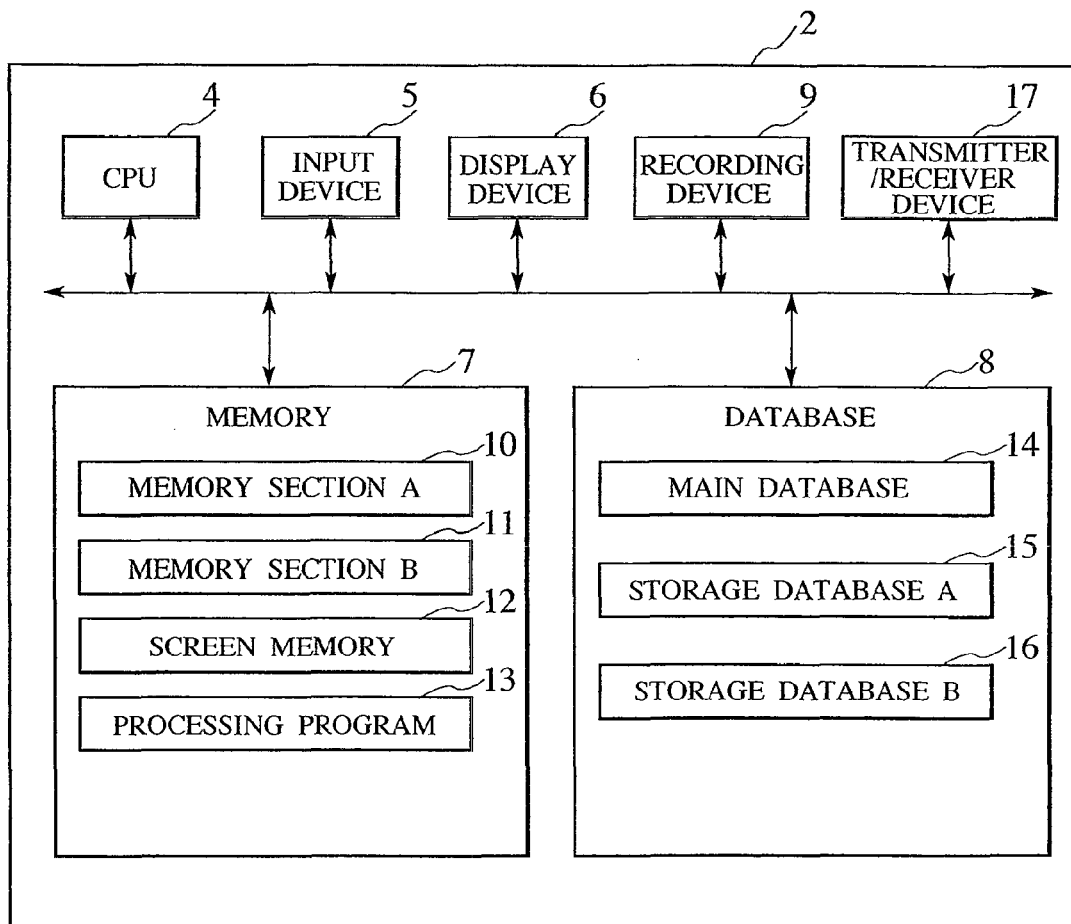 2
4
5
6
9
17
CPU
INPUT
DEVICE
DISPLAY
DEVICE
RECORDING
DEVICE
TRANSMITTER
/RECEIVER
DEVICE
7
MEMORY
10
MEMORY SECTION A
11
MEMORY SECTION B
12
SCREEN MEMORY
13
PROCESSING PROGRAM
8
DATABASE
14
MAIN DATABASE
15
STORAGE DATABASE A
16
STORAGE DATABASE B